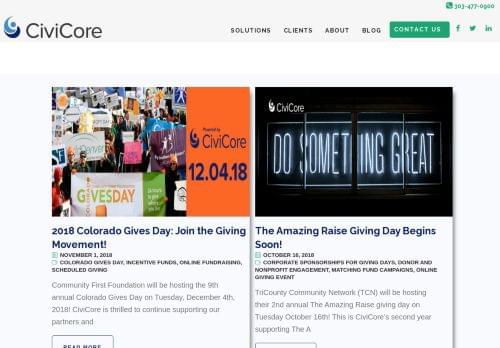 303-477-0900
CiviCore
SOLUTIONS CLIENTS ABOUT BLOG CONTACT US
Powered by
CiviCore
12.04.18
GIVES DAY
CiviCore
DO SOMETHING GREAT
2018 Colorado Gives Day: Join the Giving
Movement!
NOVEMBER 1, 2018
COLORADO GIVES DAY, INCENTIVE FUNDS, ONLINE FUNDRAISING,
SCHEDULED GIVING
Community First Foundation will be hosting the 9th
annual Colorado Gives Day on Tuesday, December 4th,
2018! CiviCore is thrilled to continue supporting our
partners and
READ MORE
The Amazing Raise Giving Day Begins
Soon!
OCTOBER 16, 2018
CORPORATE SPONSORSHIPS FOR GIVING DAYS, DONOR AND
NONPROFIT ENGAGEMENT, MATCHING FUND CAMPAIGNS, ONLINE
GIVING EVENT
TriCounty Community Network (TCN) will be hosting
their 2nd annual The Amazing Raise giving day on
Tuesday October 16th! This is CiviCore's second year
supporting The A